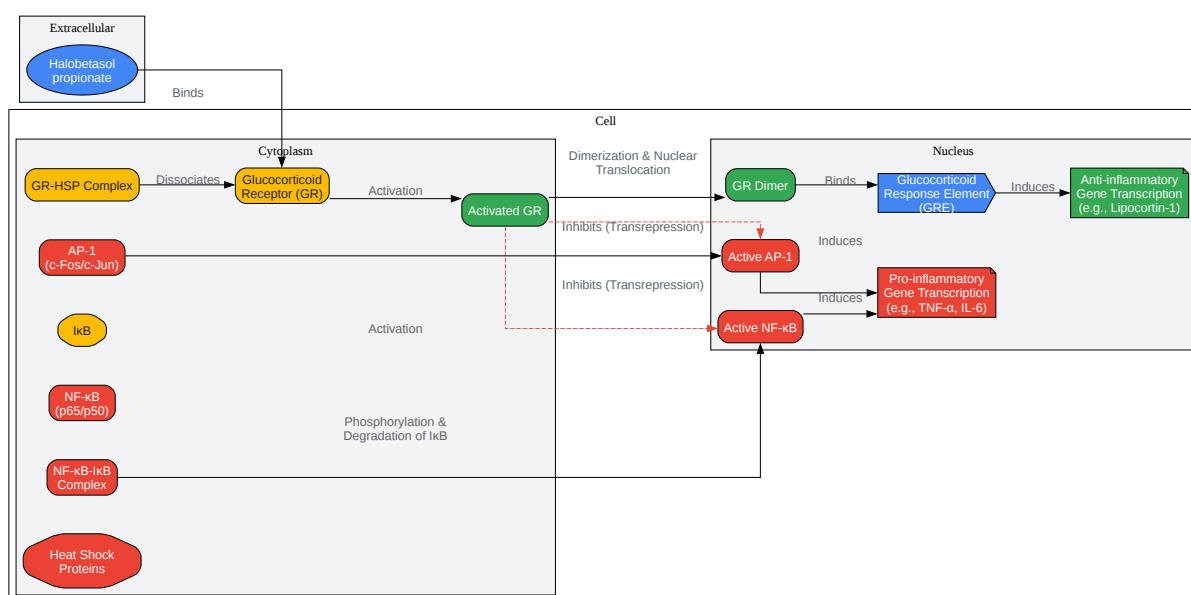 Extracellular
Halobetasol
propionate
Binds
Cell
Cytoplasm
Nucleus
GR-HSP Complex
Dissociates
Glucocorticoid
Receptor (GR)
Activation
Activated GR
Dimerization & Nuclear
Translocation
GR Dimer
Binds
Glucocorticoid
Response Element
(GRE)
Induces
Anti-inflammatory
Gene Transcription
(e.g., Lipocortin-1)
Inhibits (Transrepression)
AP-1
(c-Fos/c-Jun)
Active AP-1
Induces
Inhibits (Transrepression)
Pro-inflammatory
Gene Transcription
(e.g., TNF-α, IL-6)
Induces
IκB
Activation
Active NF-κB
NF-κB
(p65/p50)
Phosphorylation &
Degradation of IκB
NF-κB-IκB
Complex
Heat Shock
Proteins